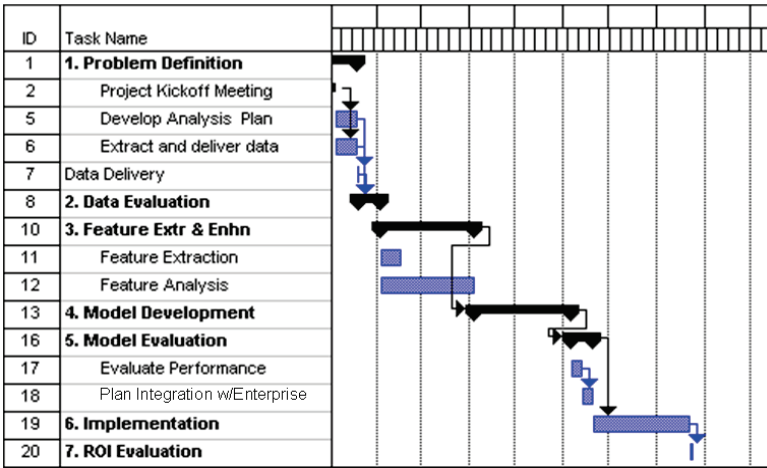 ID Task Name
1 1. Problem Definition
2 Project Kickoff Meeting
5 Develop Analysis Plan
6 Extract and deliver data
7 Data Delivery
8 2. Data Evaluation
10 3. Feature Extr & Enhn
11 Feature Extraction
12 Feature Analysis
13 4. Model Development
16 5. Model Evaluation
17 Evaluate Performance
18 Plan Integration w/Enterprise
19 6. Implementation
20 7. ROI Evaluation